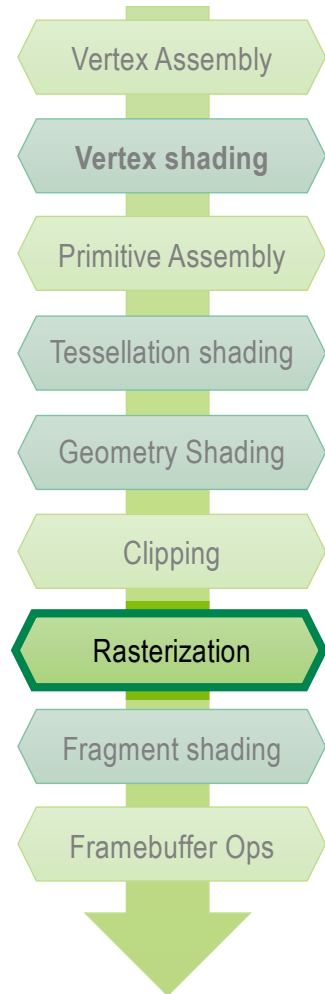 Vertex Assembly
Vertex shading
Primitive Assembly
Tessellation shading
Geometry Shading
Clipping
Rasterization
Fragment shading
Framebuffer Ops